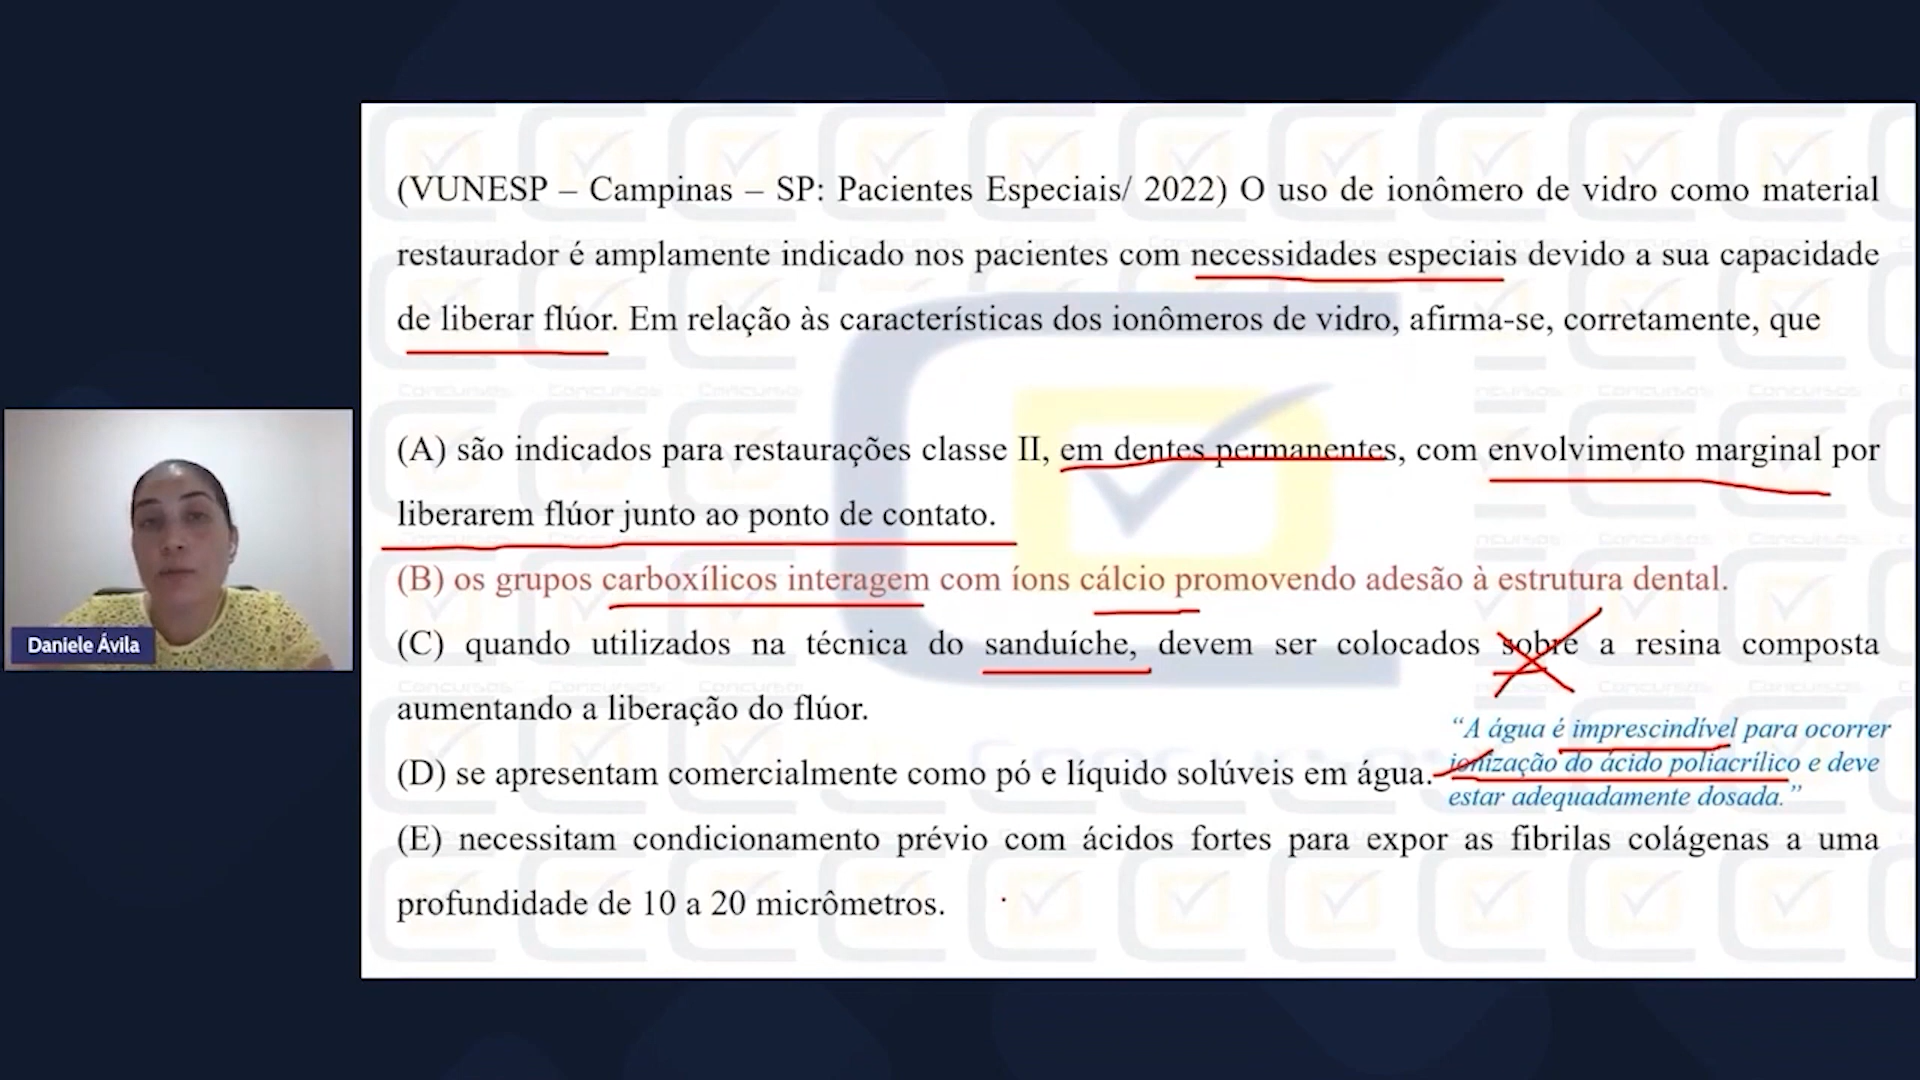 (VUNESP – Campinas – SP: Pacientes Especiais/ 2022) O uso de ionômero de vidro como material
restaurador é amplamente indicado nos pacientes com necessidades especiais devido a sua capacidade
de liberar flúor. Em relação às características dos ionômeros de vidro, afirma-se, corretamente, que
(A) são indicados para restaurações classe II, em dentes permanentes, com envolvimento marginal por
liberarem flúor junto ao ponto de contato.
(B) os grupos carboxílicos interagem com íons cálcio promovendo adesão à estrutura dental.
(C) quando utilizados na técnica do sanduíche, devem ser colocados sobre a resina composta
aumentando a liberação do flúor.
(D) se apresentam comercialmente como pó e líquido solúveis em água.
“A água é imprescindível para ocorrer
ionização do ácido poliacrílico e deve
estar adequadamente dosada.”
(E) necessitam condicionamento prévio com ácidos fortes para expor as fibrilas colágenas a uma
profundidade de 10 a 20 micrômetros.
Daniele Ávila